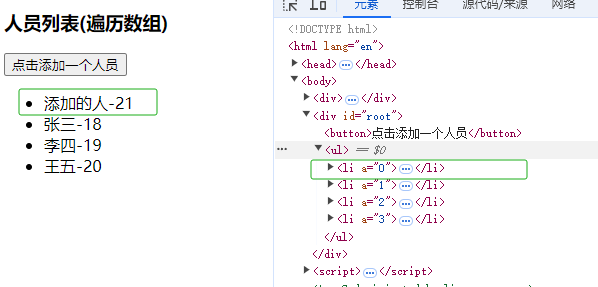 人员列表(遍历数组)
点击添加一个人员
添加的人-21
张三-18
李四-19
王五-20
元素 控制台 源代码/来源 网络
<!DOCTYPE html>
<html lang="en">
<head> … </head>
<body>
<div> … </div>
<div id="root">
<button>点击添加一个人员</button>
<ul> == $0
<li a="0"> … </li>
<li a="1"> … </li>
<li a="2"> … </li>
<li a="3"> … </li>
</ul>
</div>
<script> … </script>